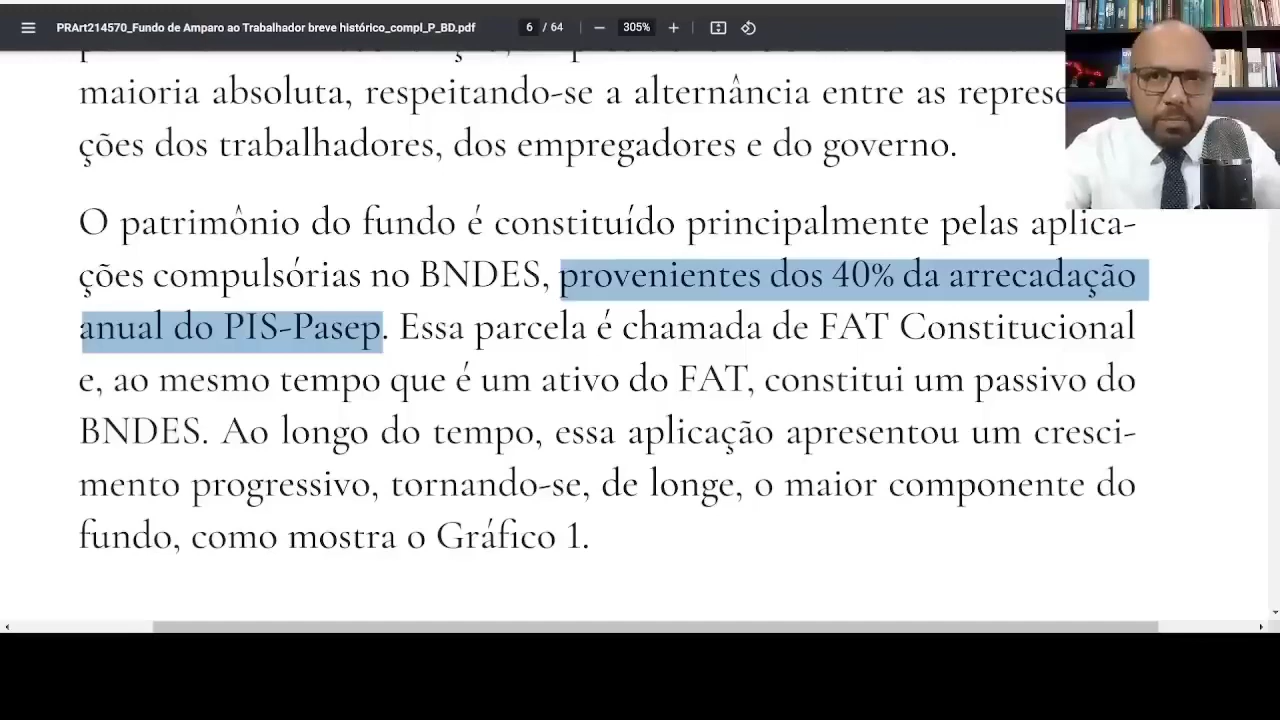 PRArt214570_Fundo de Amparo ao Trabalhador breve histórico_compl_P_BD.pdf 6 / 64 305%
maioria absoluta, respeitando-se a alternância entre as represe
ções dos trabalhadores, dos empregadores e do governo.
O patrimônio do fundo é constituído principalmente pelas aplica-
ções compulsórias no BNDES, provenientes dos 40% da arrecadação
anual do PIS-Pasep. Essa parcela é chamada de FAT Constitucional
e, ao mesmo tempo que é um ativo do FAT, constitui um passivo do
BNDES. Ao longo do tempo, essa aplicação apresentou um cresci-
mento progressivo, tornando-se, de longe, o maior componente do
fundo, como mostra o Gráfico 1.